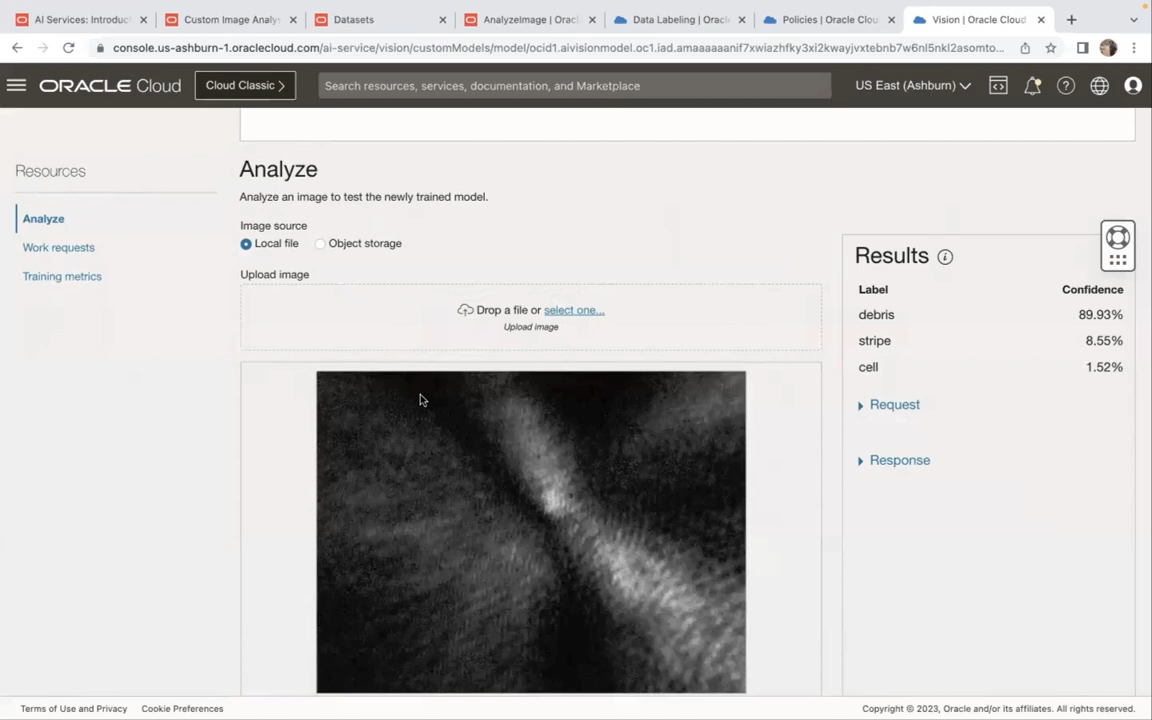 AI Services: Introduc
Custom Image Analys
Datasets
AnalyzeImage | Oracl
Data Labeling | Oracle
Policies | Oracle Clou
Vision | Oracle Cloud
console.us-ashburn-1.oraclecloud.com/ai-service/vision/customModels/model/ocid1.aivisionmodel.oc1.iad.amaaaaaanif7xwiazhfky3xi2kwayjvxtebnb7w6nl5nkl2asomto...
ORACLE Cloud
Cloud Classic
Search resources, services, documentation, and Marketplace
US East (Ashburn)
Resources
Analyze
Work requests
Training metrics
Analyze
Analyze an image to test the newly trained model.
Image source
Local file
Object storage
Upload image
Drop a file or select one...
Upload image
Results
Label Confidence
debris 89.93%
stripe 8.55%
cell 1.52%
Request
Response
Terms of Use and Privacy
Cookie Preferences
Copyright © 2023, Oracle and/or its affiliates. All rights reserved.